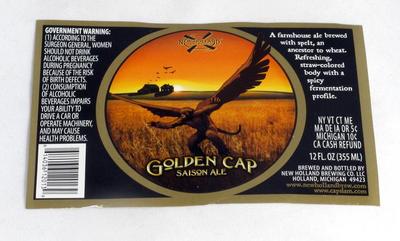 GOVERNMENT WARNING:
(1) ACCORDING TO THE
SURGEON GENERAL, WOMEN
SHOULD NOT DRINK
ALCOHOLIC BEVERAGES
DURING PREGNANCY
BECAUSE OF THE RISK
OF BIRTH DEFECTS.
(2) CONSUMPTION
OF ALCOHOLIC
BEVERAGES IMPAIRS
YOUR ABILITY TO
DRIVE A CAR OR
OPERATE MACHINERY,
AND MAY CAUSE
HEALTH PROBLEMS.
NEW HOLLAND
GOLDEN CAP
SAISON ALE
A farmhouse ale brewed
with spelt, an
ancestor to wheat.
Refreshing,
straw-colored
body with a
spicy
fermentation
profile.
NY VT CT ME
MA DE IA OR 5¢
MICHIGAN 10¢
CA CASH REFUND
12 FL OZ (355 ML)
BREWED AND BOTTLED BY
NEW HOLLAND BREWING CO. LLC
HOLLAND, MICHIGAN 49423
www.newhollandbrew.com